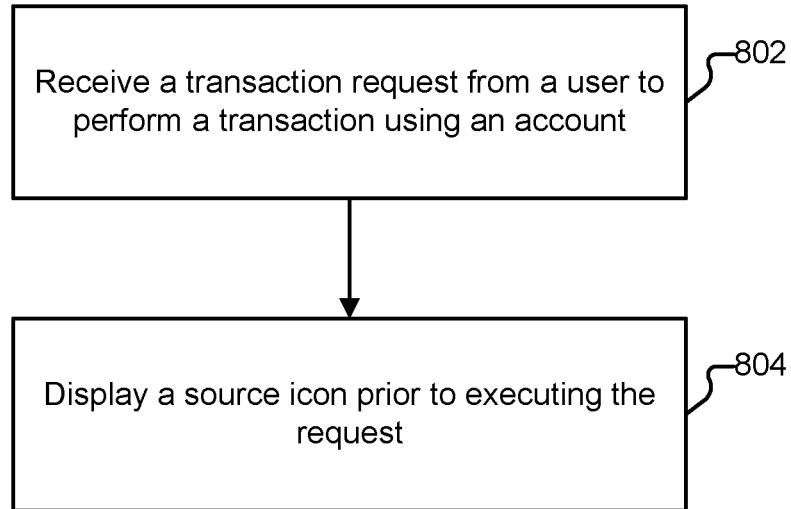 Receive a transaction request from a user to
perform a transaction using an account
802
Display a source icon prior to executing the
request
804